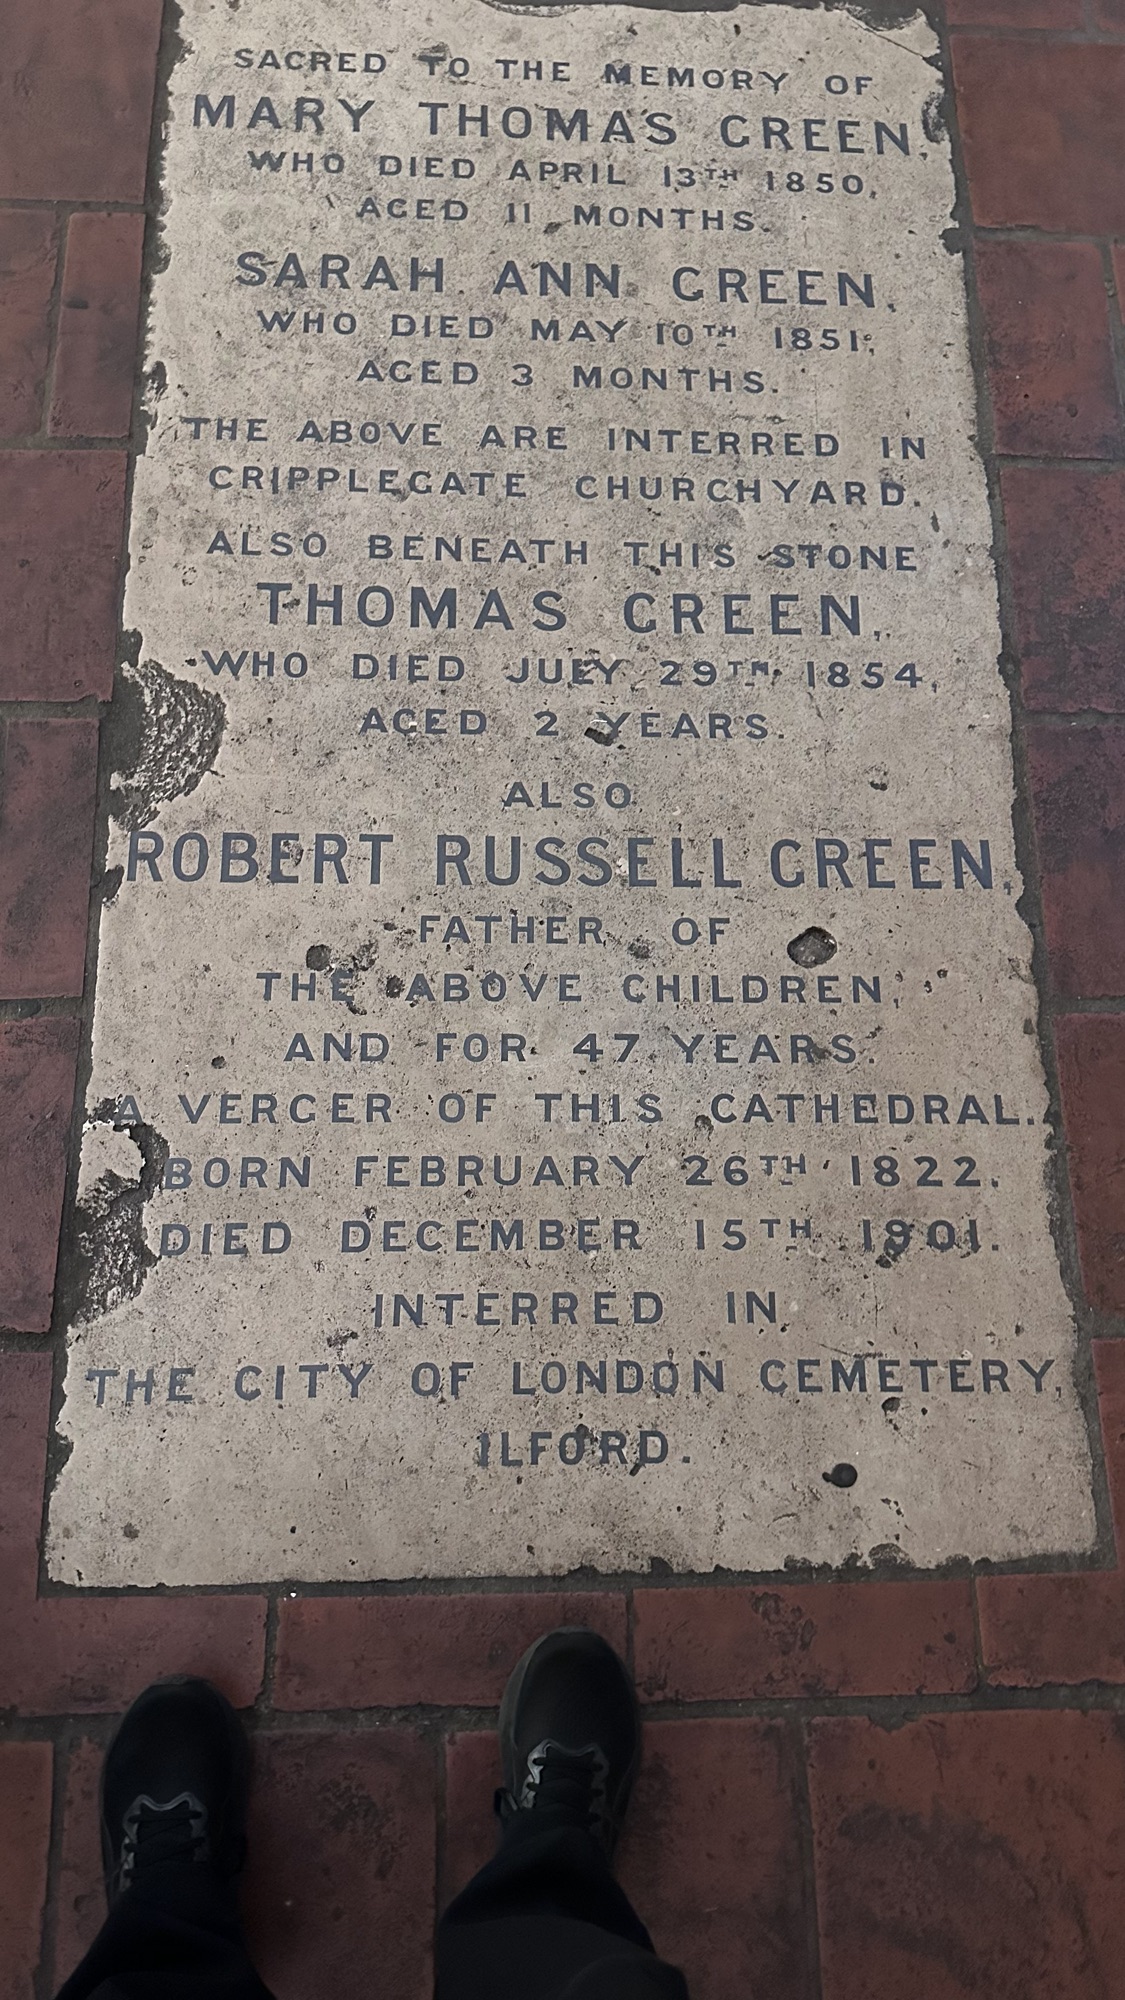 SACRED TO THE MEMORY OF
MARY THOMAS GREEN,
WHO DIED APRIL 13TH 1850,
AGED 11 MONTHS.
SARAH ANN GREEN,
WHO DIED MAY 10TH 1851,
AGED 3 MONTHS.
THE ABOVE ARE INTERRED IN
CRIPPLEGATE CHURCHYARD.
ALSO BENEATH THIS STONE
THOMAS GREEN,
WHO DIED JULY 29TH 1854,
AGED 2 YEARS.
ALSO
ROBERT RUSSELL GREEN,
FATHER OF
THE ABOVE CHILDREN,
AND FOR 47 YEARS
A VERGER OF THIS CATHEDRAL.
BORN FEBRUARY 26TH 1822.
DIED DECEMBER 15TH 1901.
INTERRED IN
THE CITY OF LONDON CEMETERY,
ILFORD.